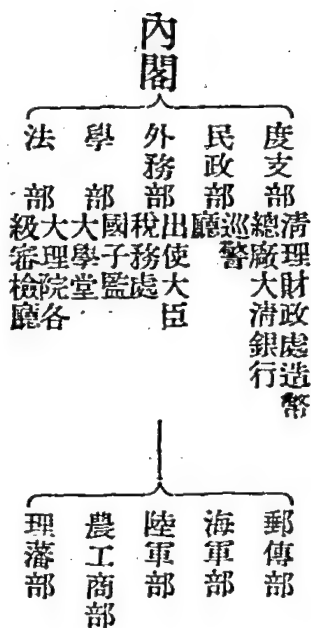 內閣
度支部
清理財政處造幣
總廠大清銀行
民政部
巡警
廳
外務部
出使大臣
稅務處
學部
國子監
大學堂
法部
大理院各
級審檢廳
郵傳部
海軍部
陸軍部
農工商部
理藩部